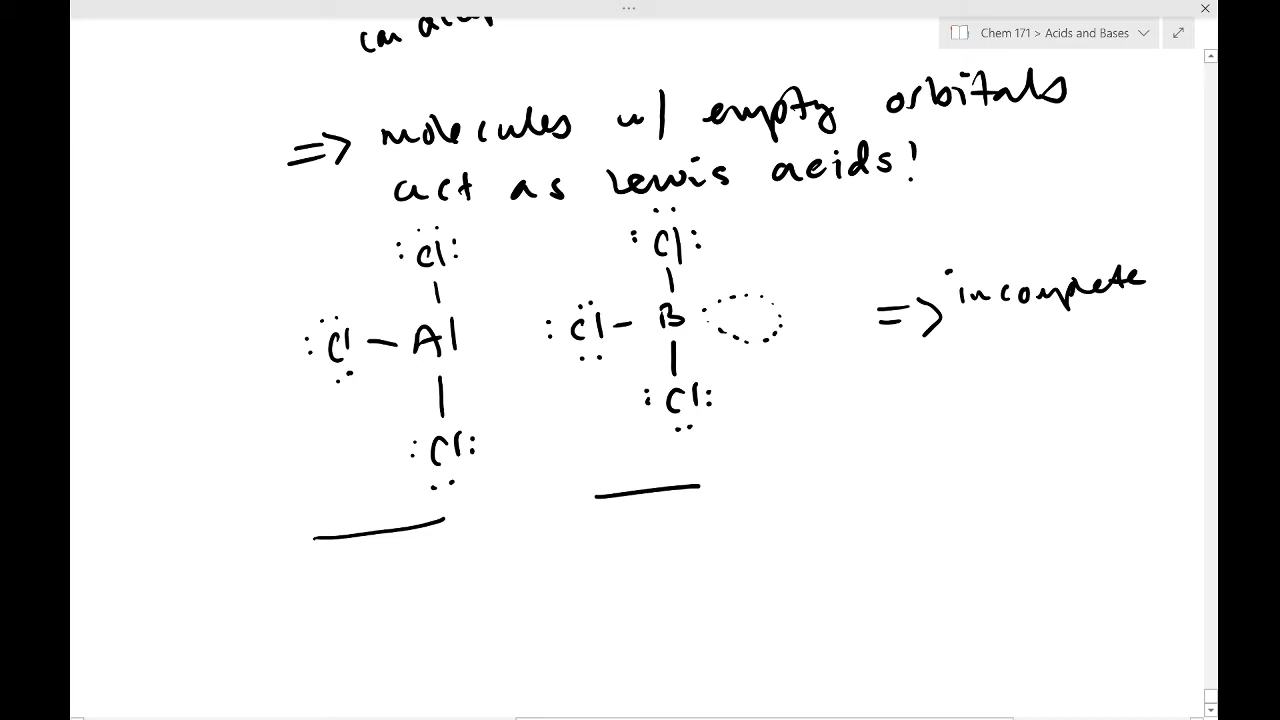 Chem 171 > Acids and Bases
can
=> molecules w/ empty orbitals
act as Lewis acids!
:Cl: :Cl:
:Cl - Al :Cl - B => incomplete
:Cl: :Cl: